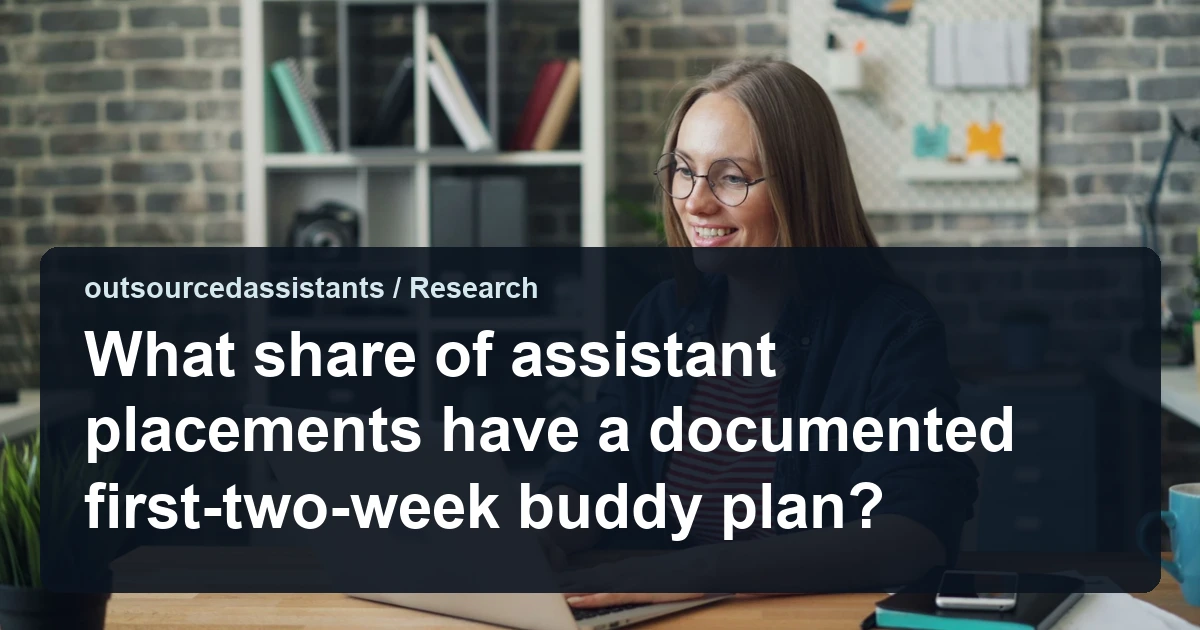 outsourcedassistants / Research
What share of assistant
placements have a documented
first-two-week buddy plan?